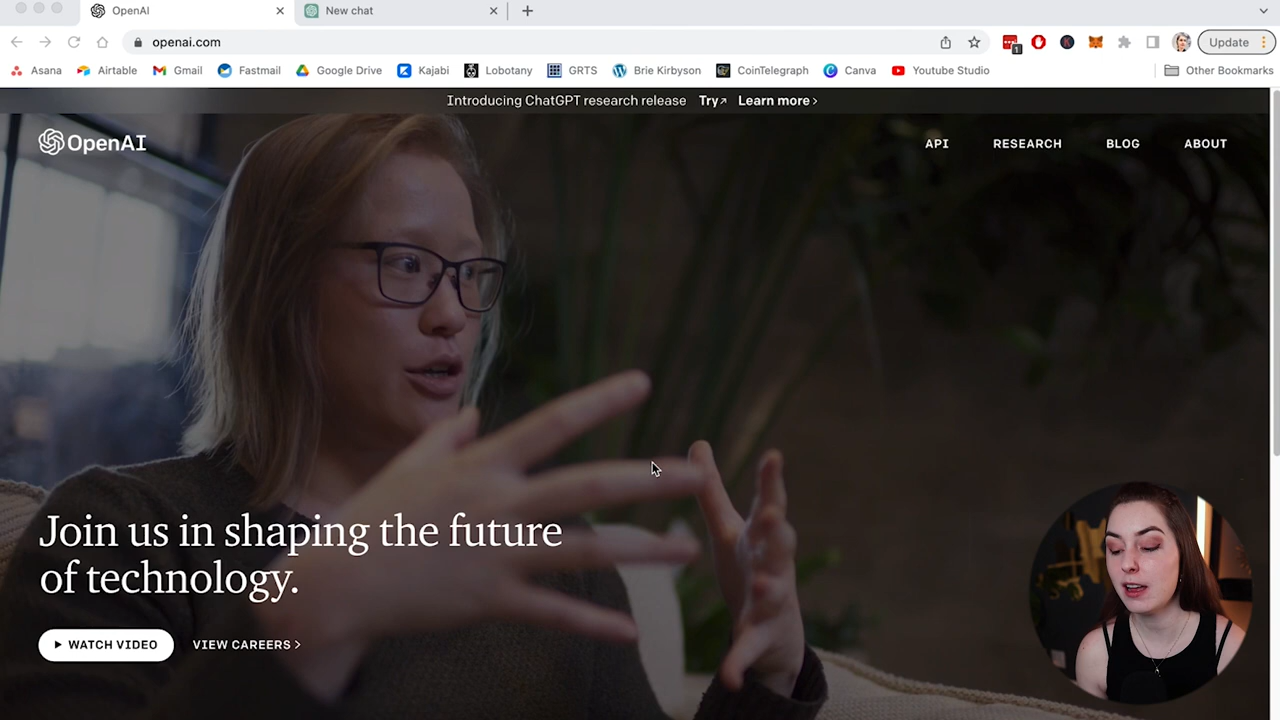 OpenAI
New chat
openai.com
1
Update
Asana
Airtable
Gmail
Fastmail
Google Drive
Kajabi
Lobotany
GRTS
Brie Kirbyson
CoinTelegraph
Canva
Youtube Studio
Other Bookmarks
Introducing ChatGPT research release Try↗ Learn more ›
OpenAI
API
RESEARCH
BLOG
ABOUT
Join us in shaping the future
of technology.
WATCH VIDEO
VIEW CAREERS ›